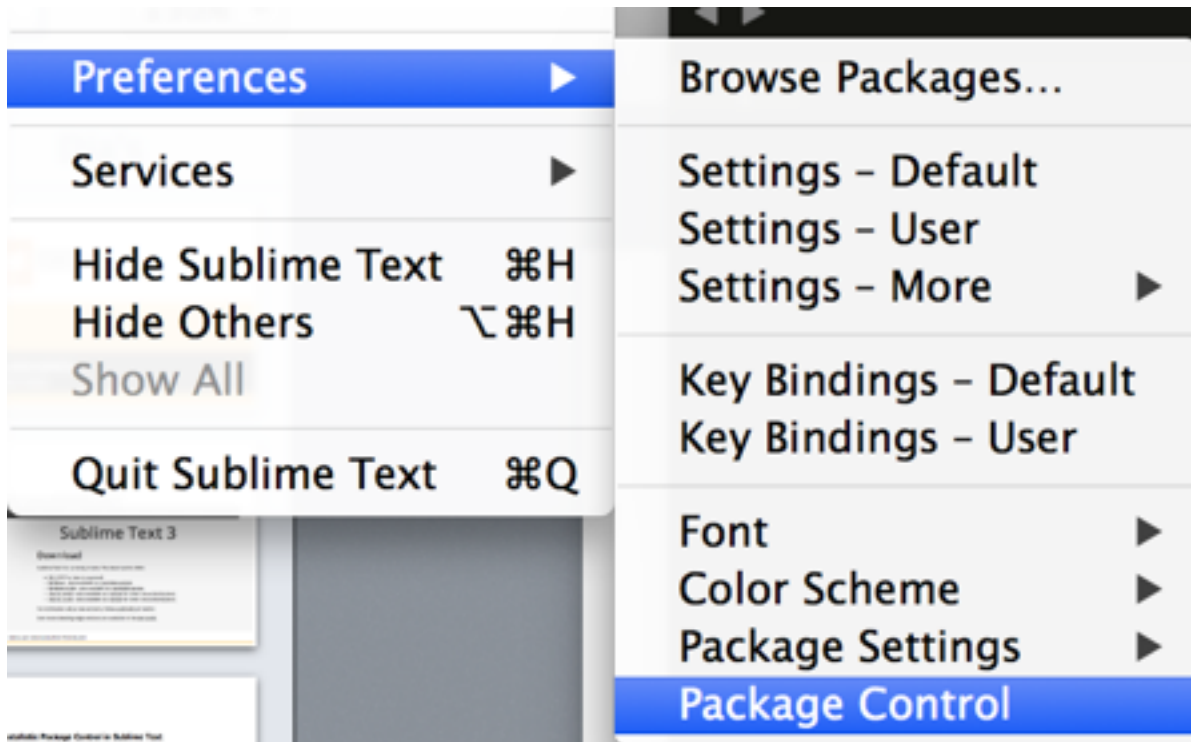 Preferences ▶
Services ▶
Hide Sublime Text ⌘H
Hide Others ⌥⌘H
Show All
Quit Sublime Text ⌘Q
Browse Packages...
Settings – Default
Settings – User
Settings – More ▶
Key Bindings – Default
Key Bindings – User
Font ▶
Color Scheme ▶
Package Settings ▶
Package Control
Sublime Text 3
Download